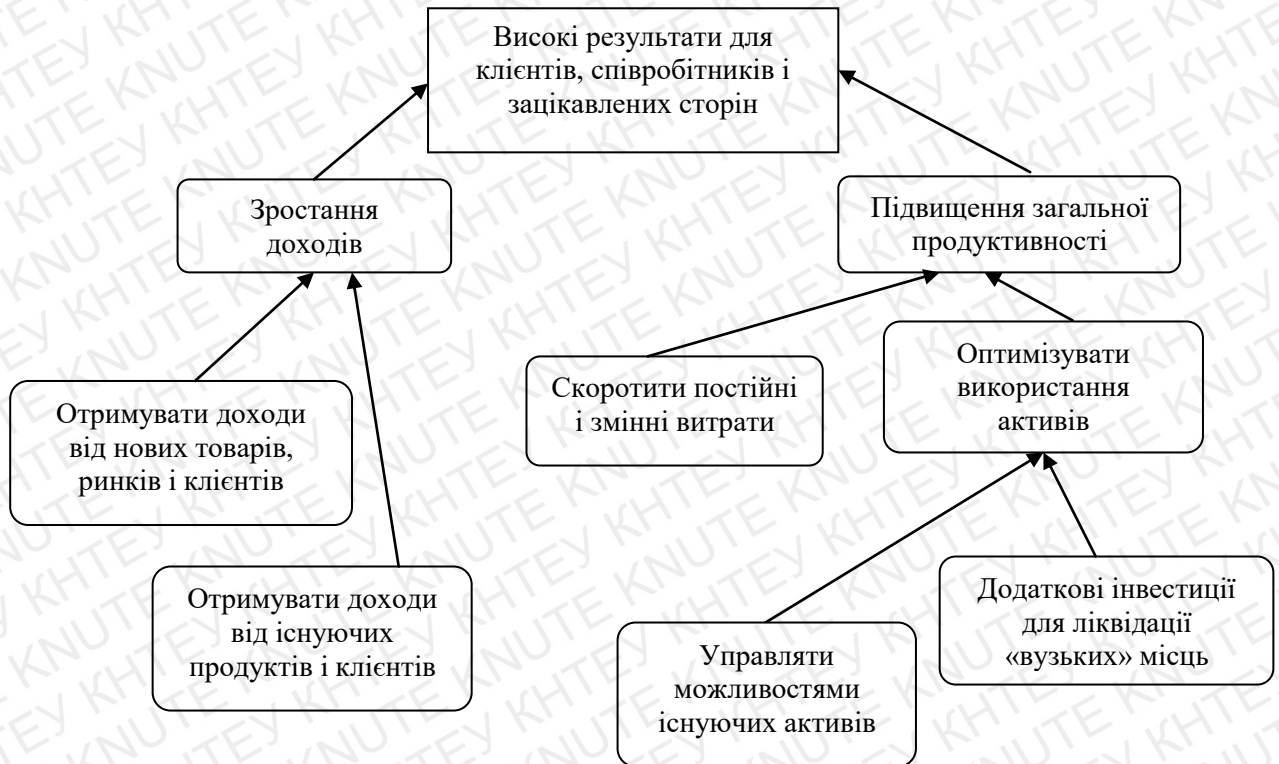 Високі результати для
клієнтів, співробітників і
зацікавлених сторін
Зростання
доходів
Підвищення загальної
продуктивності
Скоротити постійні
і змінні витрати
Оптимізувати
використання
активів
Отримувати доходи
від нових товарів,
ринків і клієнтів
Отримувати доходи
від існуючих
продуктів і клієнтів
Управляти
можливостями
існуючих активів
Додаткові інвестиції
для ліквідації
«вузьких» місць